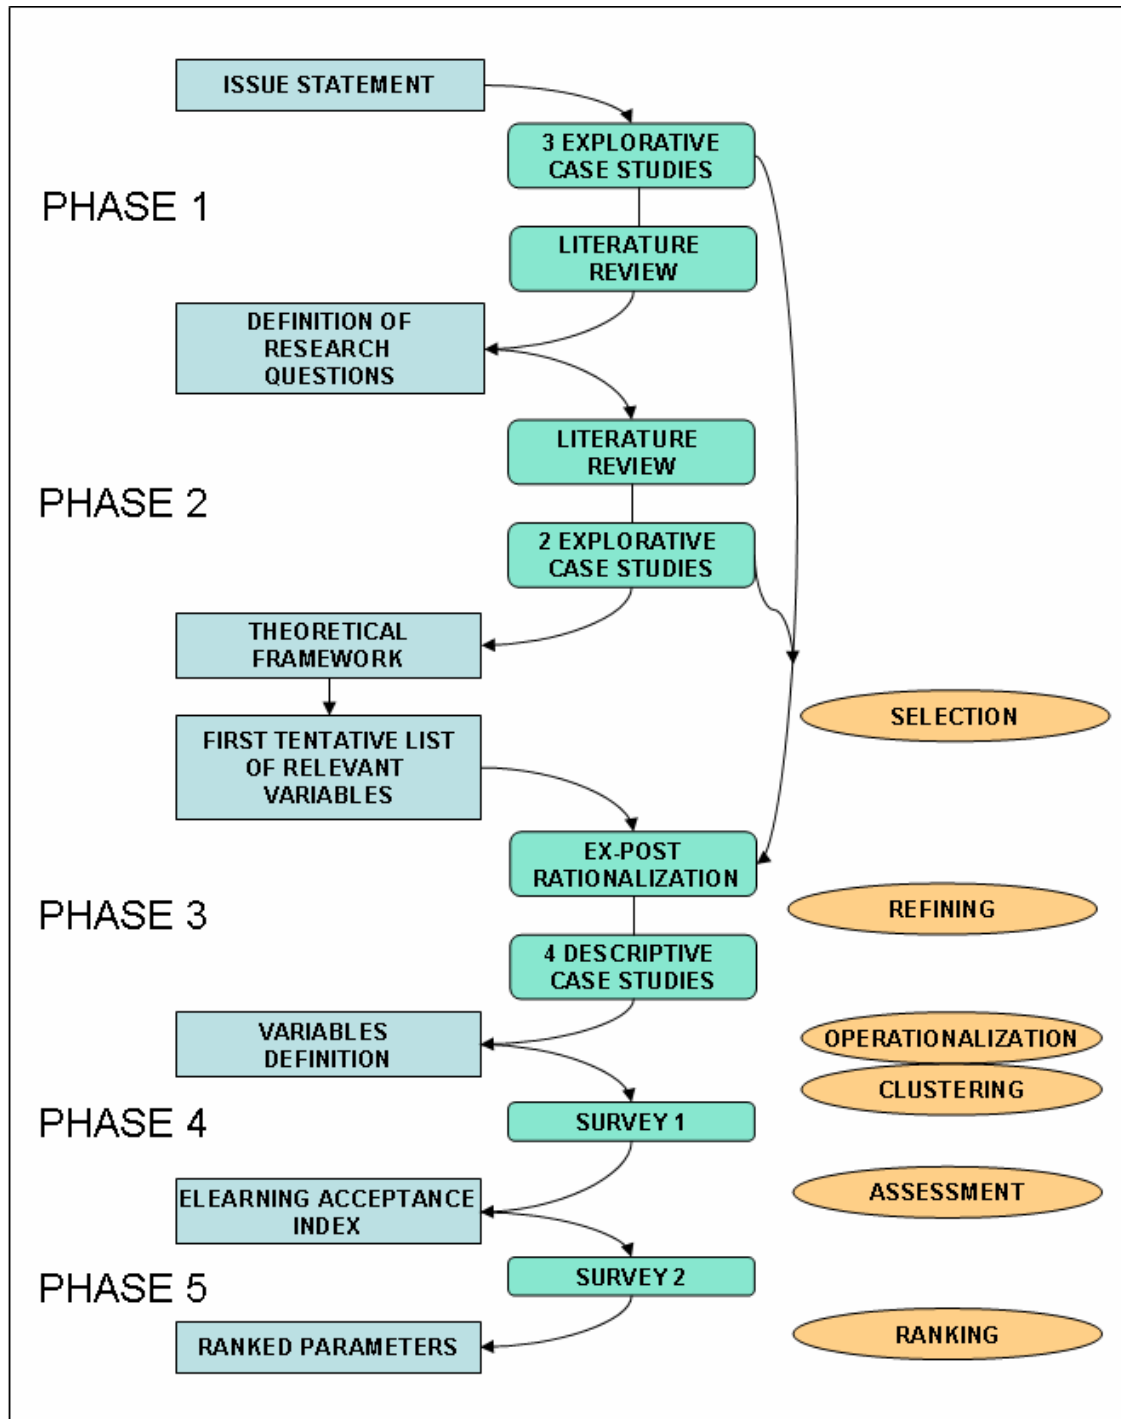 ISSUE STATEMENT
3 EXPLORATIVE
CASE STUDIES
PHASE 1
LITERATURE
REVIEW
DEFINITION OF
RESEARCH
QUESTIONS
LITERATURE
REVIEW
PHASE 2
2 EXPLORATIVE
CASE STUDIES
THEORETICAL
FRAMEWORK
SELECTION
FIRST TENTATIVE LIST
OF RELEVANT
VARIABLES
EX-POST
RATIONALIZATION
PHASE 3
REFINING
4 DESCRIPTIVE
CASE STUDIES
VARIABLES
DEFINITION
OPERATIONALIZATION
CLUSTERING
PHASE 4
SURVEY 1
ELEARNING ACCEPTANCE
INDEX
ASSESSMENT
PHASE 5
SURVEY 2
RANKED PARAMETERS
RANKING